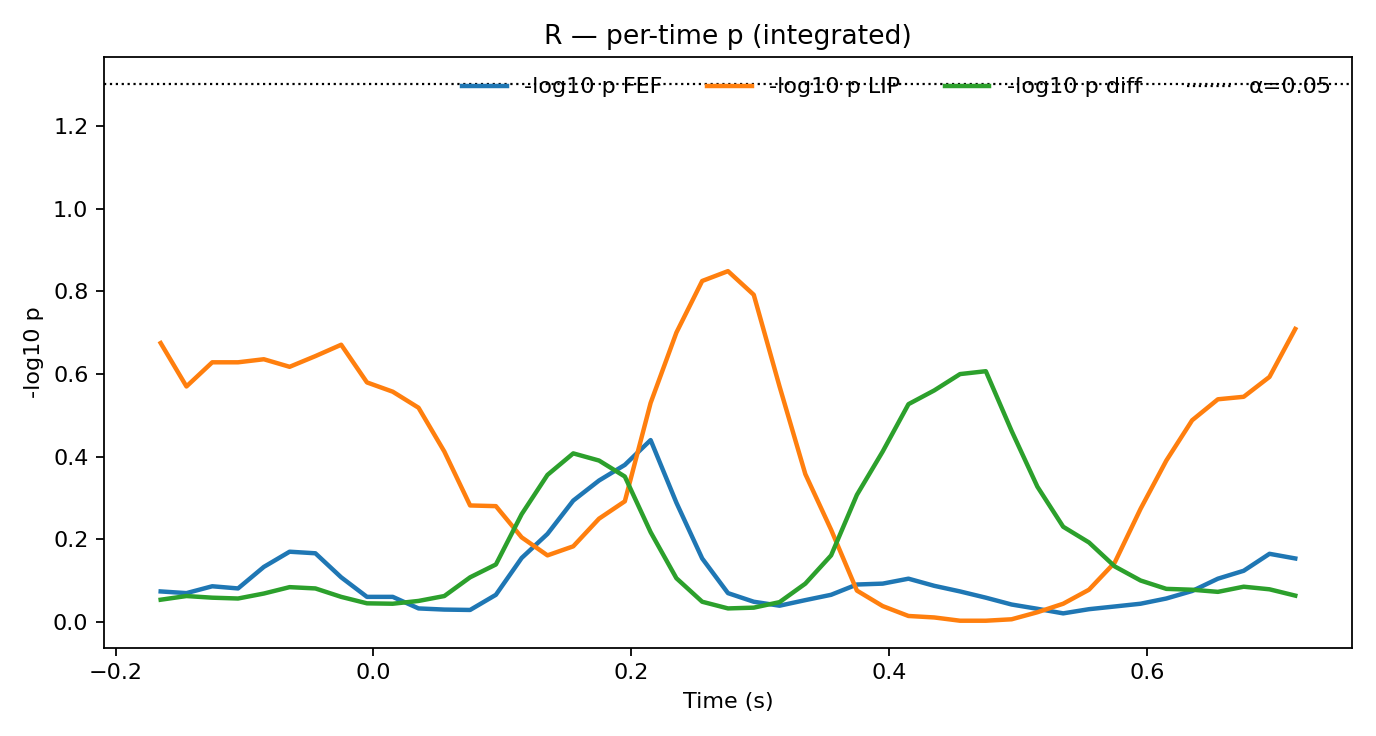 R — per-time p (integrated)
-log10 p FEF -log10 p LIP -log10 p diff α=0.05
1.2
1.0
0.8
0.6
0.4
0.2
0.0
-log10 p
−0.2 0.0 0.2 0.4 0.6
Time (s)